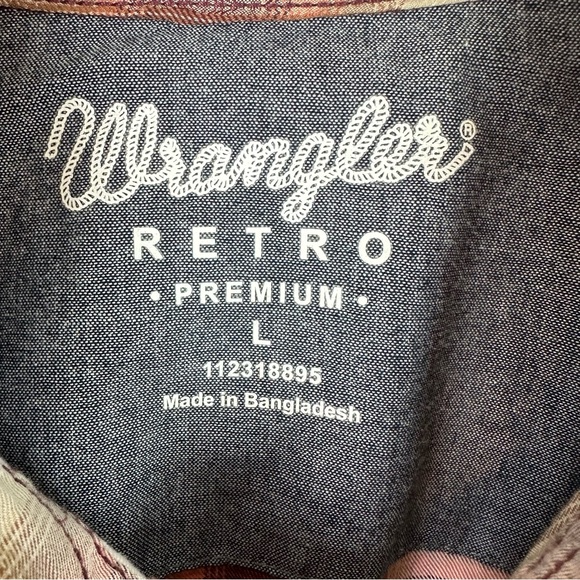 Wrangler®
RETRO
• PREMIUM •
L
112318895
Made in Bangladesh